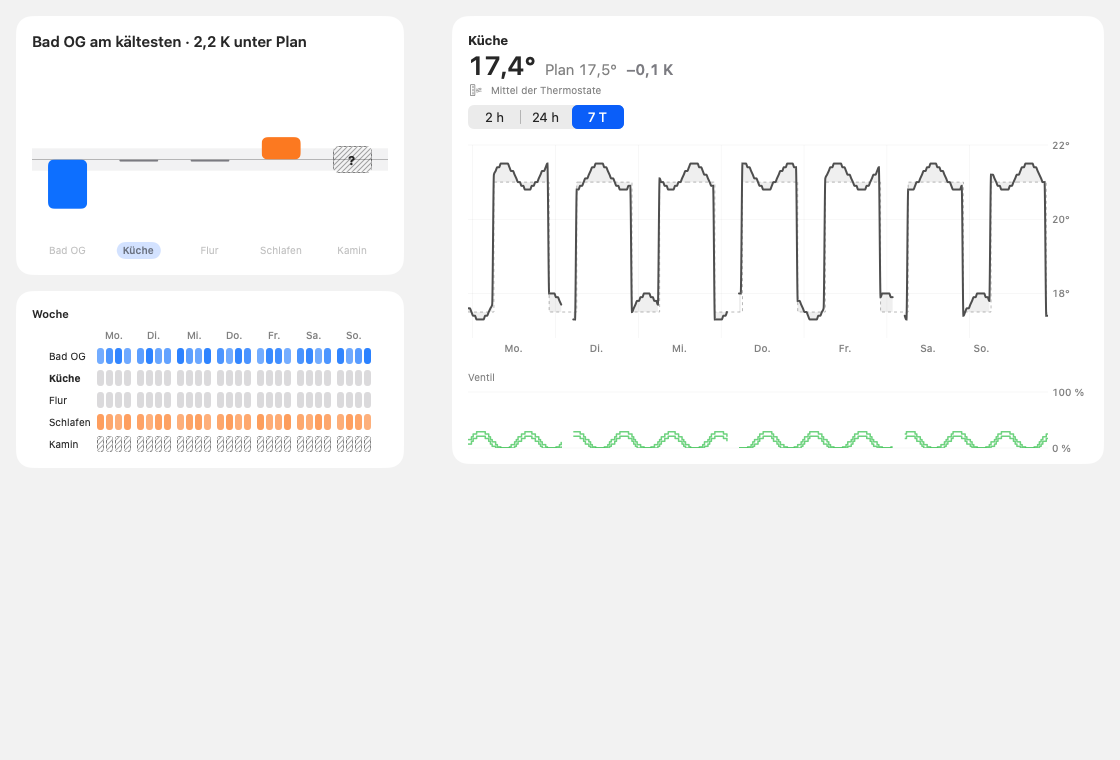 Bad OG am kältesten · 2,2 K unter Plan
?
Bad OG Küche Flur Schlafen Kamin
Woche
Mo. Di. Mi. Do. Fr. Sa. So.
Bad OG
Küche
Flur
Schlafen
Kamin
Küche
17,4° Plan 17,5° −0,1 K
Mittel der Thermostate
2 h 24 h 7 T
22°
20°
18°
Mo. Di. Mi. Do. Fr. Sa. So.
Ventil
100 %
0 %